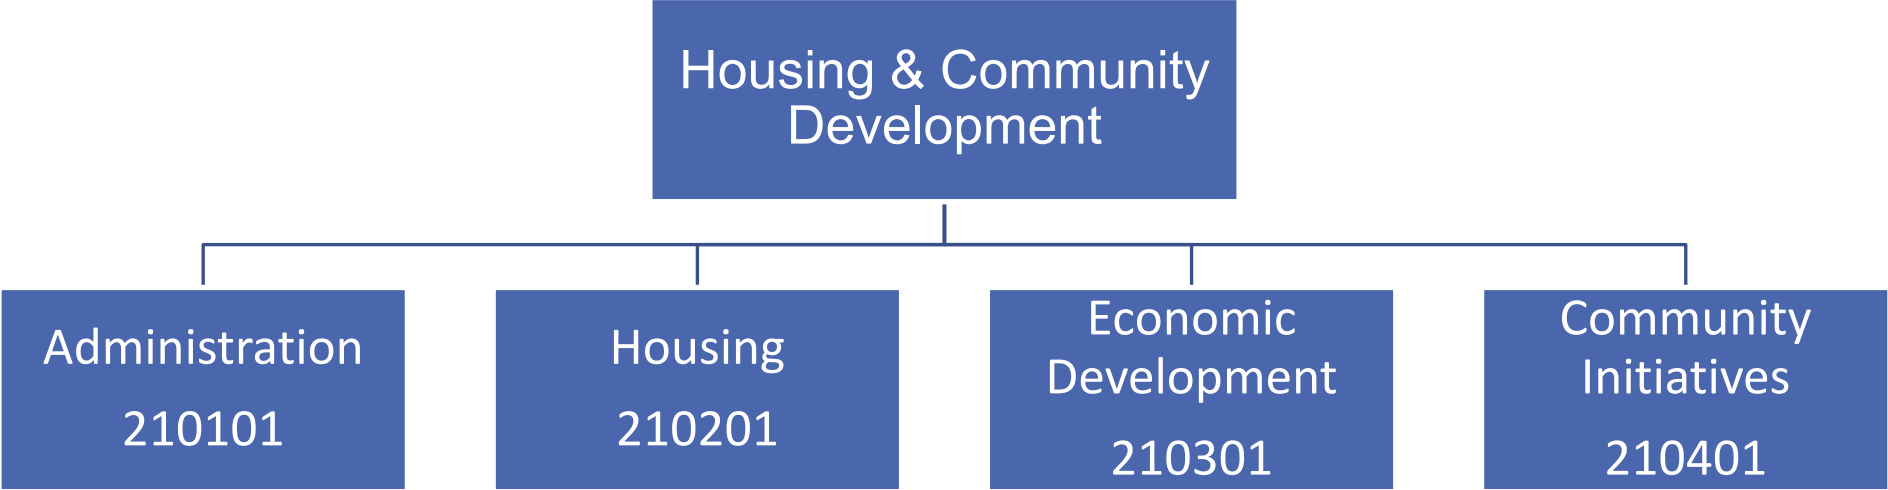 Housing & Community
Development
Administration
210101
Housing
210201
Economic
Development
210301
Community
Initiatives
210401